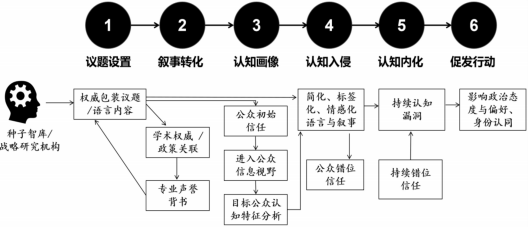 1
2
3
4
5
6
议题设置
叙事转化
认知画像
认知入侵
认知内化
促发行动
种子智库/
战略研究机构
权威包装议题
/语言内容
学术权威 /
政策关联
专业声誉
背书
公众初始
信任
进入公众
信息视野
目标公众认
知特征分析
简化、标签
化、情感化
语言与叙事
公众错位
信任
持续认知
漏洞
持续错位
信任
影响政治态
度与偏好、
身份认同